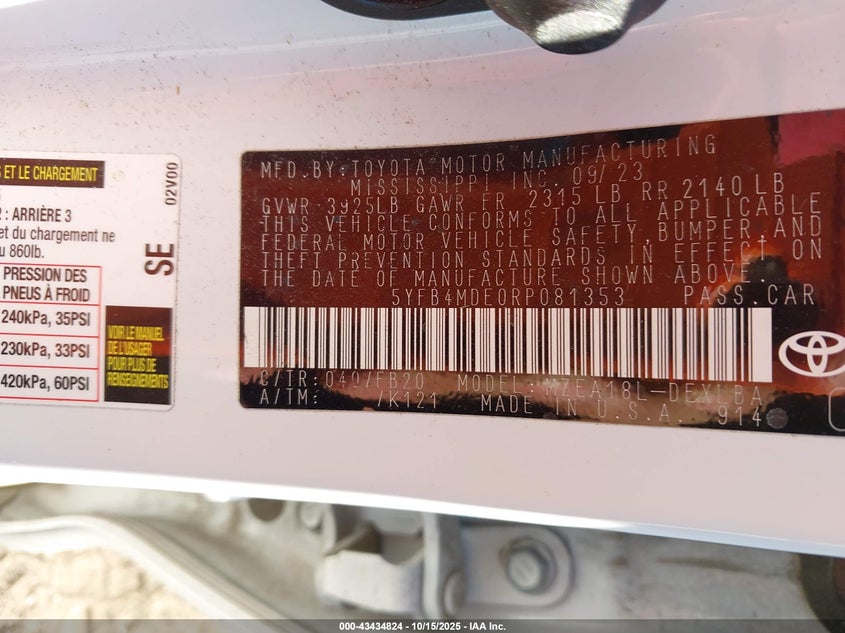 S ET LE CHARGEMENT
2 : ARRIÈRE 3
et du chargement ne
u 860lb.
PRESSION DES
PNEUS À FROID
240kPa, 35PSI
230kPa, 33PSI
420kPa, 60PSI
VOIR LE MANUEL
DE L'USAGER
POUR PLUS DE
RENSEIGNEMENTS
SE
02V00
MFD.BY:TOYOTA MOTOR MANUFACTURING
MISSISSIPPI INC. 09/23
GVWR 3925LB GAWR FR 2315 LB RR 2140 LB
THIS VEHICLE CONFORMS TO ALL APPLICABLE
FEDERAL MOTOR VEHICLE SAFETY,BUMPER,AND
THEFT PREVENTION STANDARDS IN EFFECT ON
THE DATE OF MANUFACTURE SHOWN ABOVE.
5YFB4MDE0RP081353 PASS.CAR
C/TR:040/FB20 MODEL:MZEA18L-DEXLBA
A/TM: /K121 MADE IN U.S.A. 914
000-43434824 | 10/15/2025 | IAA Inc.